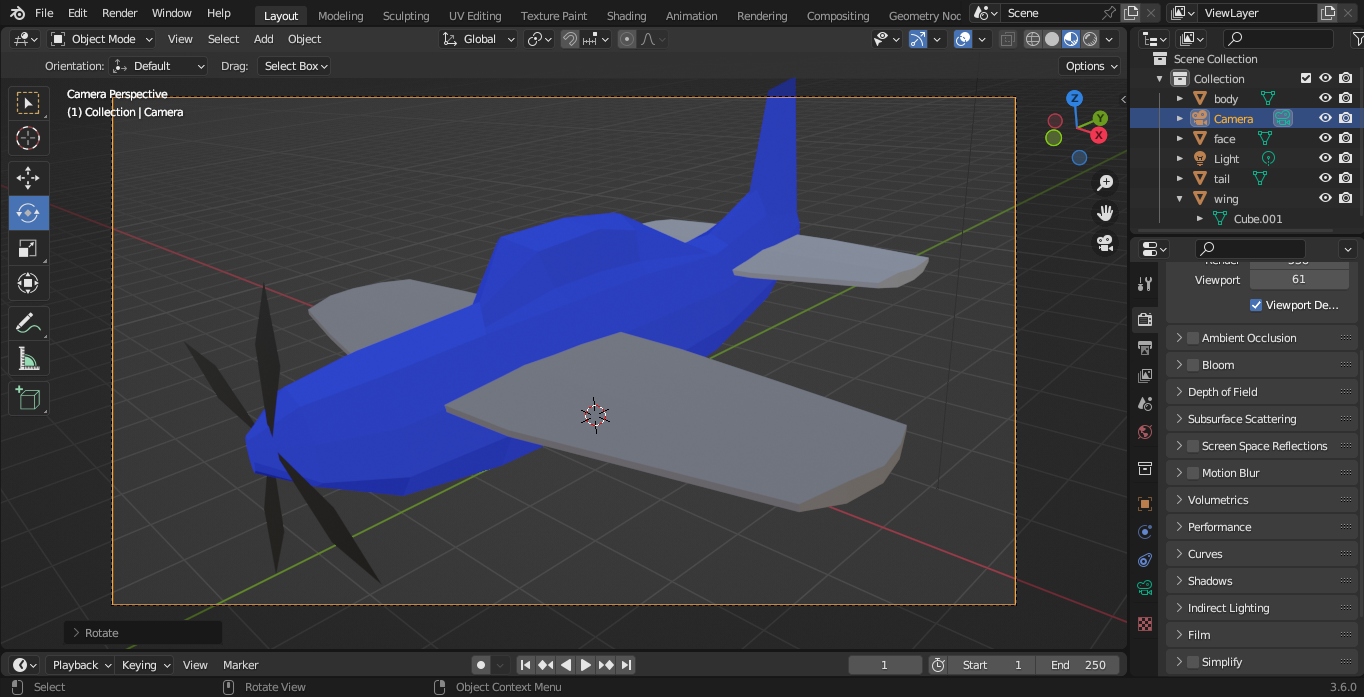 File Edit Render Window Help Layout Modeling Sculpting UV Editing Texture Paint Shading Animation Rendering Compositing Geometry Noc Scene ViewLayer
Object Mode View Select Add Object Global
Orientation: Default Drag: Select Box Options
Camera Perspective
(1) Collection | Camera
Z
Y
X
Rotate
Scene Collection
Collection
body
Camera
face
Light
tail
wing
Cube.001
Viewport 61
Viewport De...
Ambient Occlusion
Bloom
Depth of Field
Subsurface Scattering
Screen Space Reflections
Motion Blur
Volumetrics
Performance
Curves
Shadows
Indirect Lighting
Film
Simplify
Playback Keying View Marker 1 Start 1 End 250
Select Rotate View Object Context Menu 3.6.0